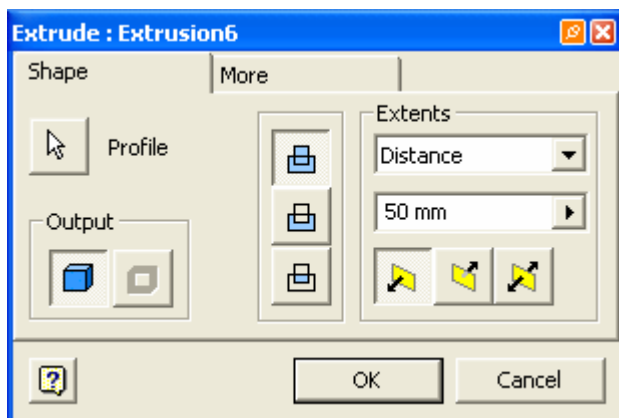 Extrude : Extrusion6
Shape
More
Profile
Output
Extents
Distance
50 mm
?
OK
Cancel